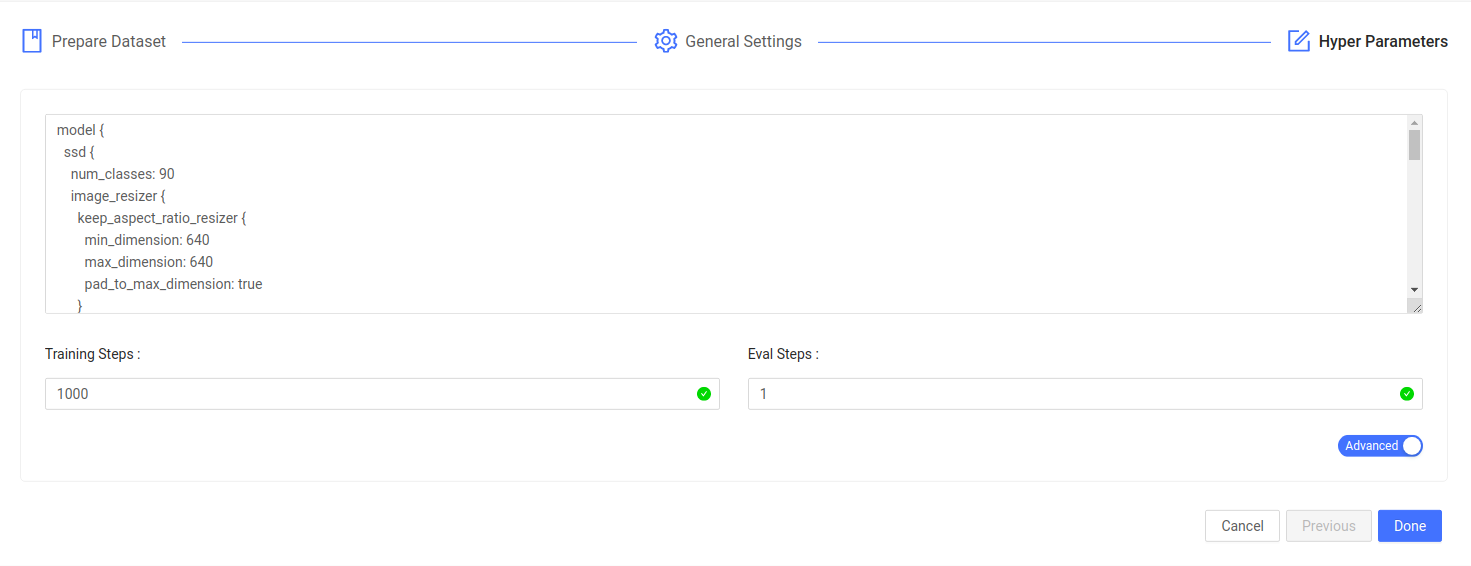 Prepare Dataset
General Settings
Hyper Parameters
model {
ssd {
num_classes: 90
image_resizer {
keep_aspect_ratio_resizer {
min_dimension: 640
max_dimension: 640
pad_to_max_dimension: true
}
Training Steps :
Eval Steps :
1000
1
Advanced
Cancel
Previous
Done